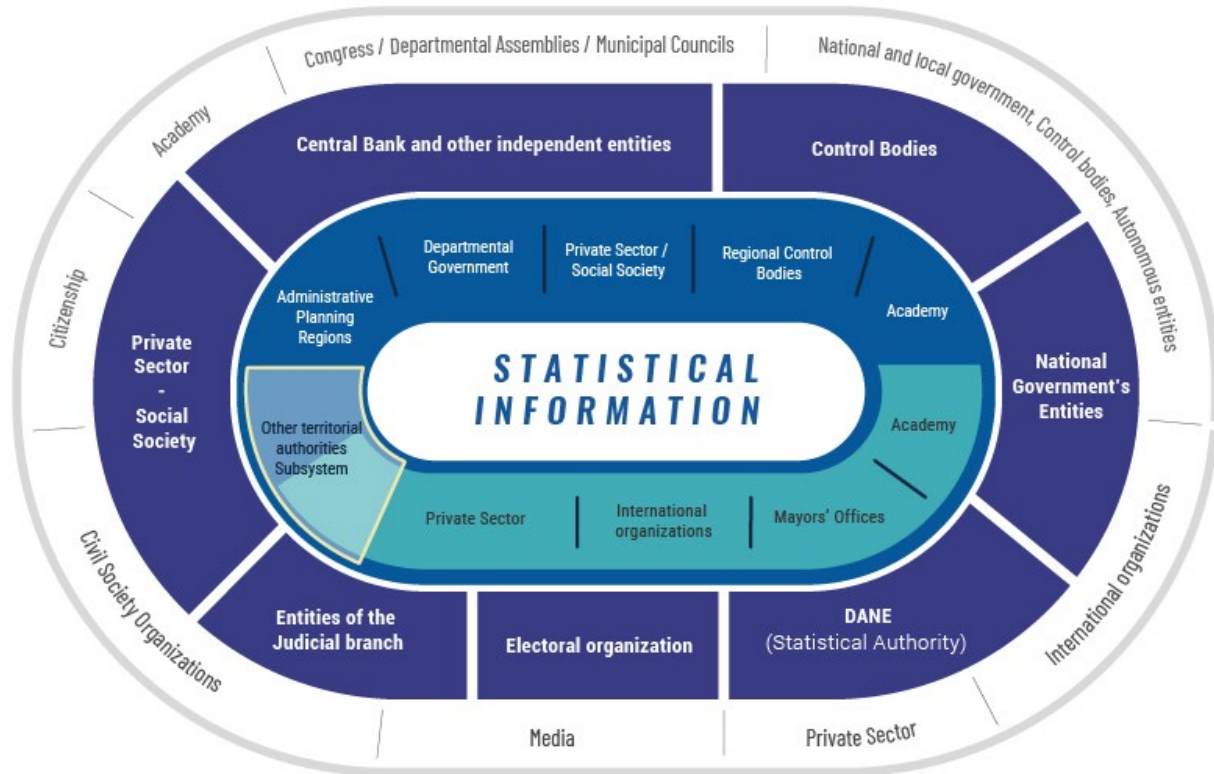 Congress / Departmental Assemblies / Municipal Councils
National and local government, Control bodies, Autonomous entities
International organizations
Private Sector
Media
Civil Society Organizations
Citizenship
Academy
Central Bank and other independent entities
Control Bodies
National
Government's
Entities
DANE
(Statistical Authority)
Electoral organization
Entities of the
Judicial branch
Private
Sector
-
Social
Society
Administrative
Planning
Regions
Departmental
Government
Private Sector /
Social Society
Regional Control
Bodies
Academy
Academy
Mayors' Offices
International
organizations
Private Sector
Other territorial
authorities
Subsystem
STATISTICAL
INFORMATION